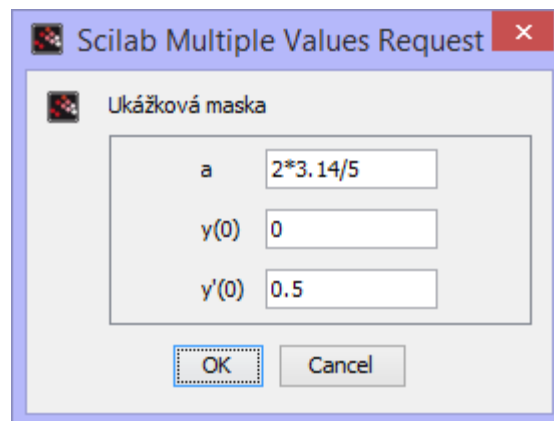 Scilab Multiple Values Request
Ukážková maska
a 2*3.14/5
y(0) 0
y'(0) 0.5
OK Cancel